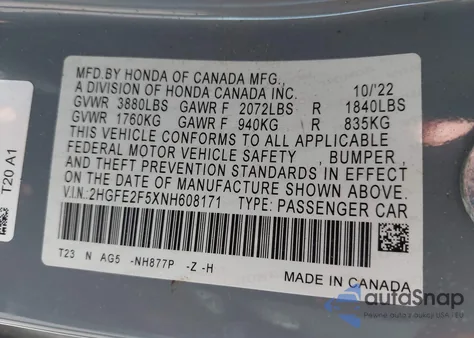 MFD.BY HONDA OF CANADA MFG.,
A DIVISION OF HONDA CANADA INC. 10/'22
GVWR 3880LBS GAWR F 2072LBS R 1840LBS
GVWR 1760KG GAWR F 940KG R 835KG
THIS VEHICLE CONFORMS TO ALL APPLICABLE
FEDERAL MOTOR VEHICLE SAFETY , BUMPER,
AND THEFT PREVENTION STANDARDS IN EFFECT
ON THE DATE OF MANUFACTURE SHOWN ABOVE.
V.I.N.:2HGFE2F5XNH608171 TYPE: PASSENGER CAR
T23 N AG5 -NH877P -Z -H
MADE IN CANADA
T20 A1
autoSnap